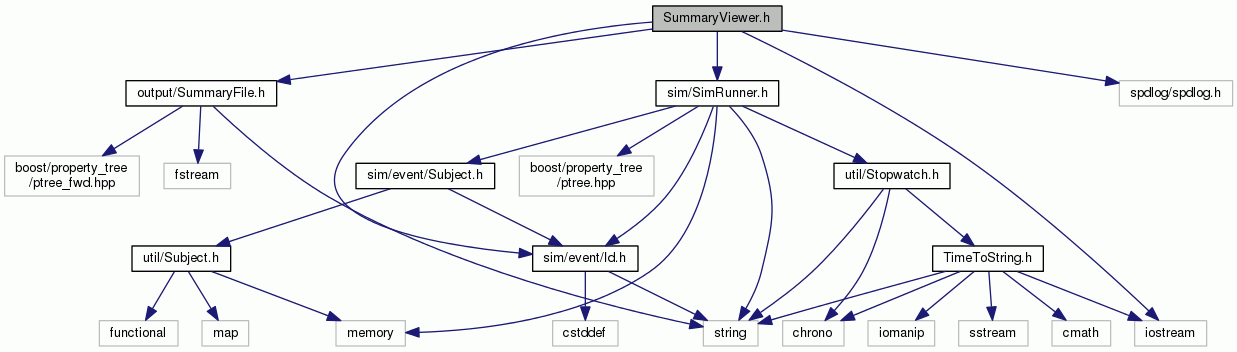 SummaryViewer.h
output/SummaryFile.h
sim/SimRunner.h
spdlog/spdlog.h
boost/property_tree
/ptree_fwd.hpp
fstream
sim/event/Subject.h
boost/property_tree
/ptree.hpp
util/Stopwatch.h
util/Subject.h
sim/event/Id.h
TimeToString.h
functional
map
memory
cstddef
string
chrono
iomanip
sstream
cmath
iostream